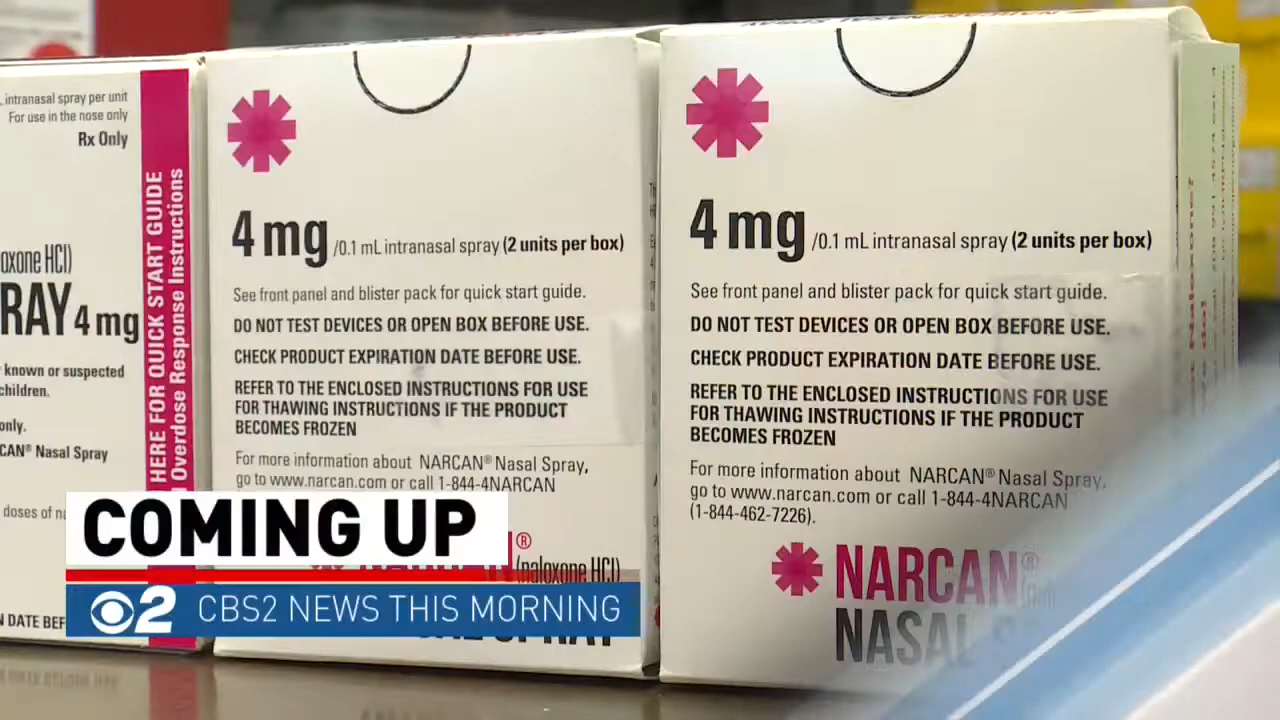 intranasal spray per unit
For use in the nose only
Rx Only
oxone HCl)
RAY 4 mg
known or suspected
children.
only.
CAN® Nasal Spray
doses of
N DATE BEF
HERE FOR QUICK START GUIDE
Overdose Response Instructions
4 mg /0.1 mL intranasal spray (2 units per box)
See front panel and blister pack for quick start guide.
DO NOT TEST DEVICES OR OPEN BOX BEFORE USE.
CHECK PRODUCT EXPIRATION DATE BEFORE USE.
REFER TO THE ENCLOSED INSTRUCTIONS FOR USE
FOR THAWING INSTRUCTIONS IF THE PRODUCT
BECOMES FROZEN
For more information about NARCAN® Nasal Spray,
go to www.narcan.com or call 1-844-4NARCAN
(naloxone HCl)
4 mg /0.1 mL intranasal spray (2 units per box)
See front panel and blister pack for quick start guide.
DO NOT TEST DEVICES OR OPEN BOX BEFORE USE.
CHECK PRODUCT EXPIRATION DATE BEFORE USE.
REFER TO THE ENCLOSED INSTRUCTIONS FOR USE
FOR THAWING INSTRUCTIONS IF THE PRODUCT
BECOMES FROZEN
For more information about NARCAN® Nasal Spray,
go to www.narcan.com or call 1-844-4NARCAN
(1-844-462-7226).
NARCAN®
NASAL
COMING UP
2 CBS2 NEWS THIS MORNING